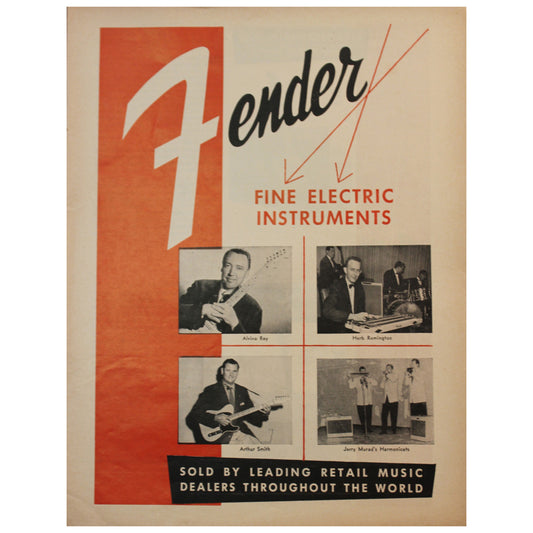 Fender
FINE ELECTRIC
INSTRUMENTS
Alvino Rey
Herb Remington
Arthur Smith
Jerry Murad's Harmonicats
SOLD BY LEADING RETAIL MUSIC
DEALERS THROUGHOUT THE WORLD